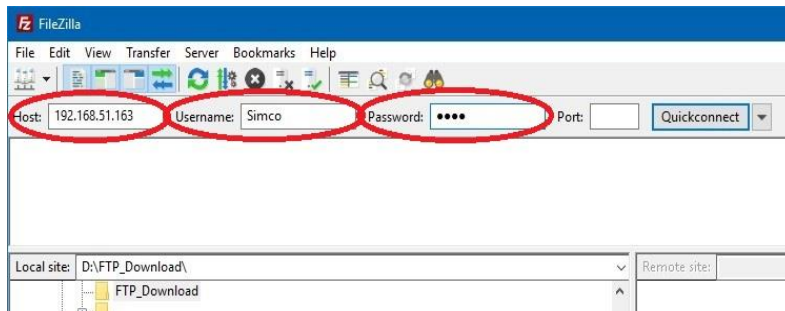 FileZilla
File Edit View Transfer Server Bookmarks Help
Host: 192.168.51.163 Username: Simco Password: •••• Port: Quickconnect
Local site: D:\FTP_Download\ Remote site:
FTP_Download